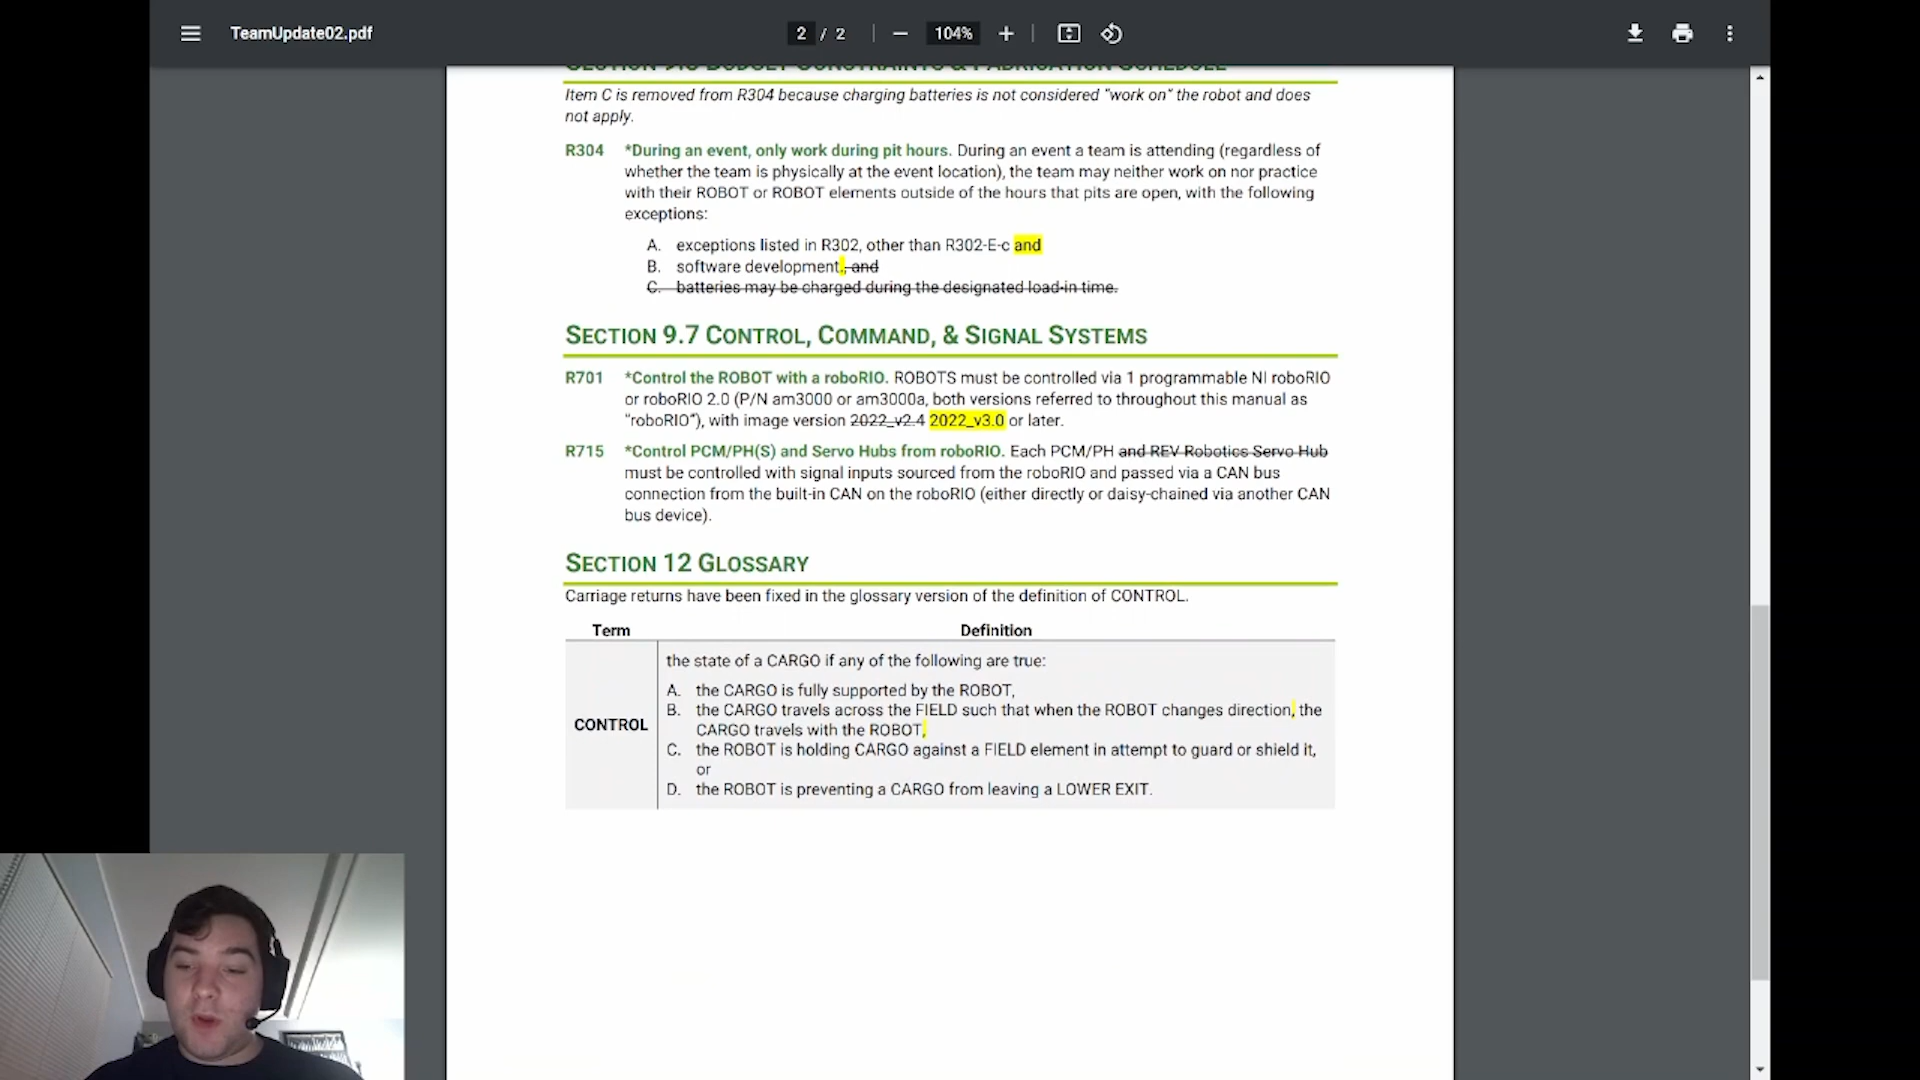 TeamUpdate02.pdf
2 / 2
104%
SECTION 9.3 BUDGET CONSTRAINTS & FABRICATION SCHEDULE
Item C is removed from R304 because charging batteries is not considered "work on" the robot and does
not apply.
R304 *During an event, only work during pit hours. During an event a team is attending (regardless of
whether the team is physically at the event location), the team may neither work on nor practice
with their ROBOT or ROBOT elements outside of the hours that pits are open, with the following
exceptions:
A. exceptions listed in R302, other than R302-E-c and
B. software development., and
C. batteries may be charged during the designated load-in time.
SECTION 9.7 CONTROL, COMMAND, & SIGNAL SYSTEMS
R701 *Control the ROBOT with a roboRIO. ROBOTS must be controlled via 1 programmable NI roboRIO
or roboRIO 2.0 (P/N am3000 or am3000a, both versions referred to throughout this manual as
"roboRIO"), with image version 2022_v2.4 2022_v3.0 or later.
R715 *Control PCM/PH(S) and Servo Hubs from roboRIO. Each PCM/PH and REV Robotics Servo Hub
must be controlled with signal inputs sourced from the roboRIO and passed via a CAN bus
connection from the built-in CAN on the roboRIO (either directly or daisy-chained via another CAN
bus device).
SECTION 12 GLOSSARY
Carriage returns have been fixed in the glossary version of the definition of CONTROL.
Term Definition
CONTROL
the state of a CARGO if any of the following are true:
A. the CARGO is fully supported by the ROBOT,
B. the CARGO travels across the FIELD such that when the ROBOT changes direction, the
CARGO travels with the ROBOT,
C. the ROBOT is holding CARGO against a FIELD element in attempt to guard or shield it,
or
D. the ROBOT is preventing a CARGO from leaving a LOWER EXIT.